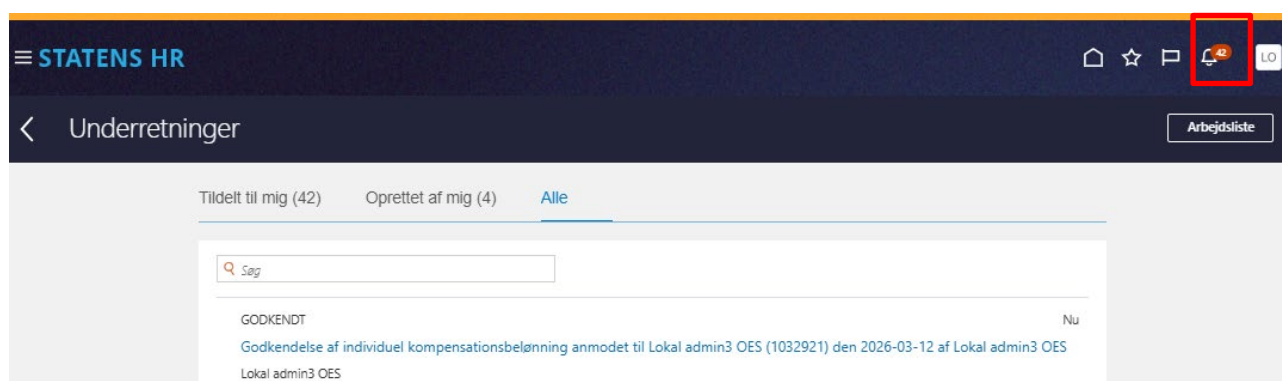 STATENS HR
42
LO
Underretninger
Arbejdsliste
Tildelt til mig (42) Oprettet af mig (4) Alle
Søg
GODKENDT Nu
Godkendelse af individuel kompensationsbelønning anmodet til Lokal admin3 OES (1032921) den 2026-03-12 af Lokal admin3 OES
Lokal admin3 OES